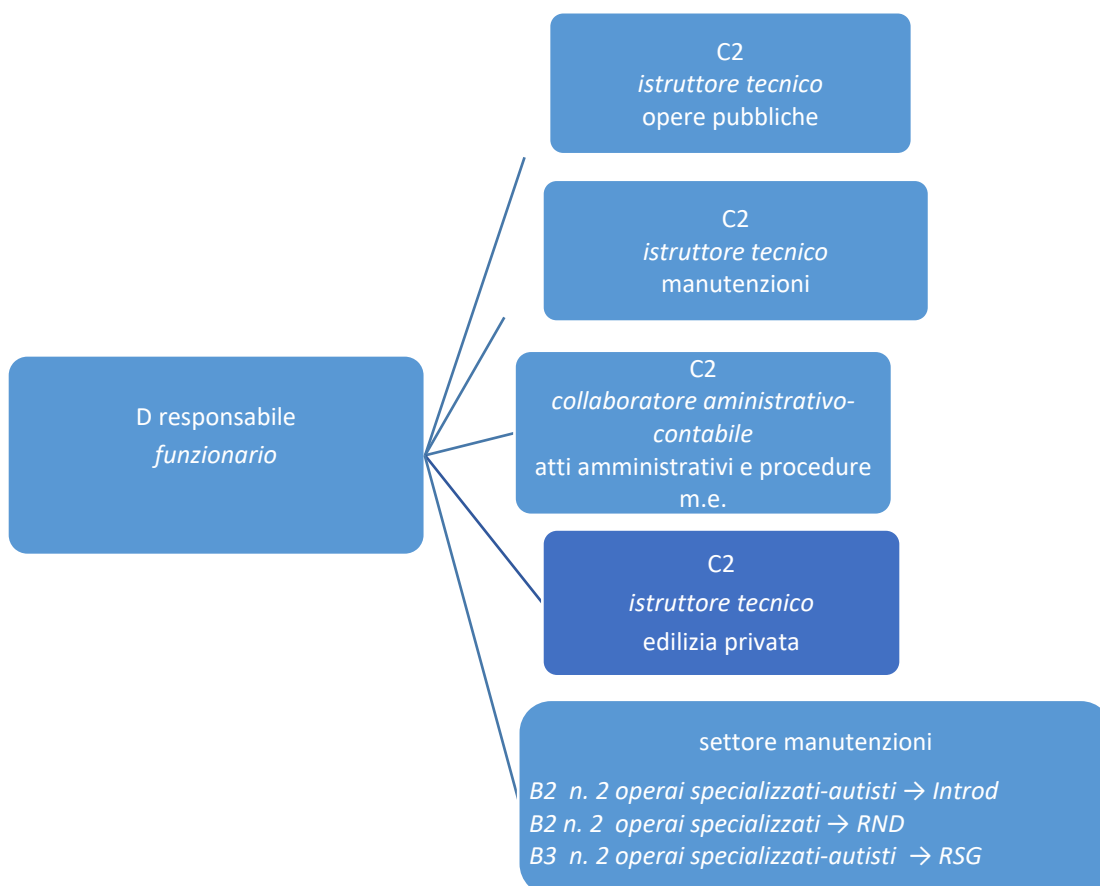 C2
istruttore tecnico
opere pubbliche
C2
istruttore tecnico
manutenzioni
D responsabile
funzionario
C2
collaboratore aministrativo-
contabile
atti amministrativi e procedure
m.e.
C2
istruttore tecnico
edilizia privata
settore manutenzioni
B2 n. 2 operai specializzati-autisti → Introd
B2 n. 2 operai specializzati → RND
B3 n. 2 operai specializzati-autisti → RSG